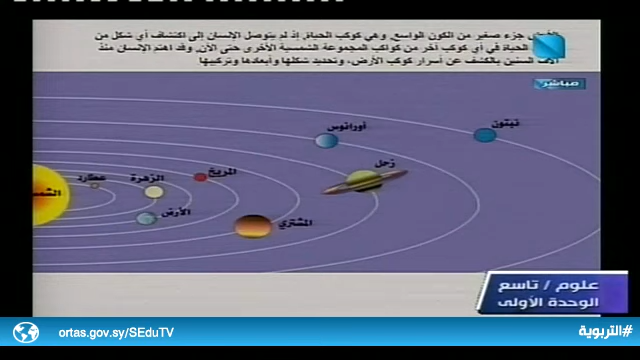 جزء صغير من الكون الواسع, وهي كوكب الحياة, إذ لم يتوصل الإنسان إلى اكتشاف أي شكل من
الحياة في أي كوكب آخر من كواكب المجموعة الشمسية الأخرى حتى الآن, وقد اهتم الإنسان منذ
آلاف السنين بالكشف عن أسرار كوكب الأرض, وتحديد شكلها وأبعادها وتركيبها
مباشر
نبتون
أورانوس
زحل
المريخ
الزهرة
عطارد
الشمس
الأرض
المشتري
علوم / تاسع
الوحدة الأولى
#التربوية
ortas.gov.sy/SEduTV